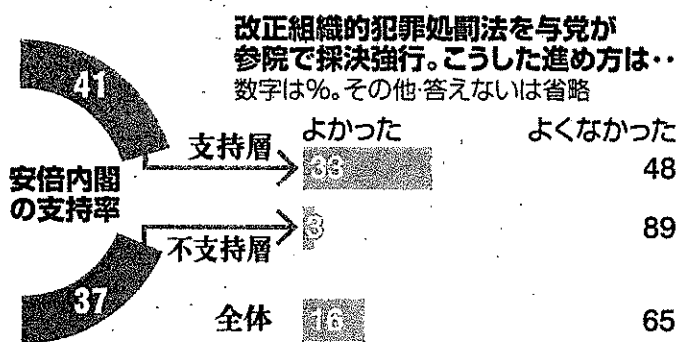 改正組織的犯罪処罰法を与党が
参院で採決強行。こうした進め方は‥
数字は%。その他・答えないは省略
よかった よくなかった
41
安倍内閣
の支持率
37
支持層 33 48
不支持層 3 89
全体 16 65